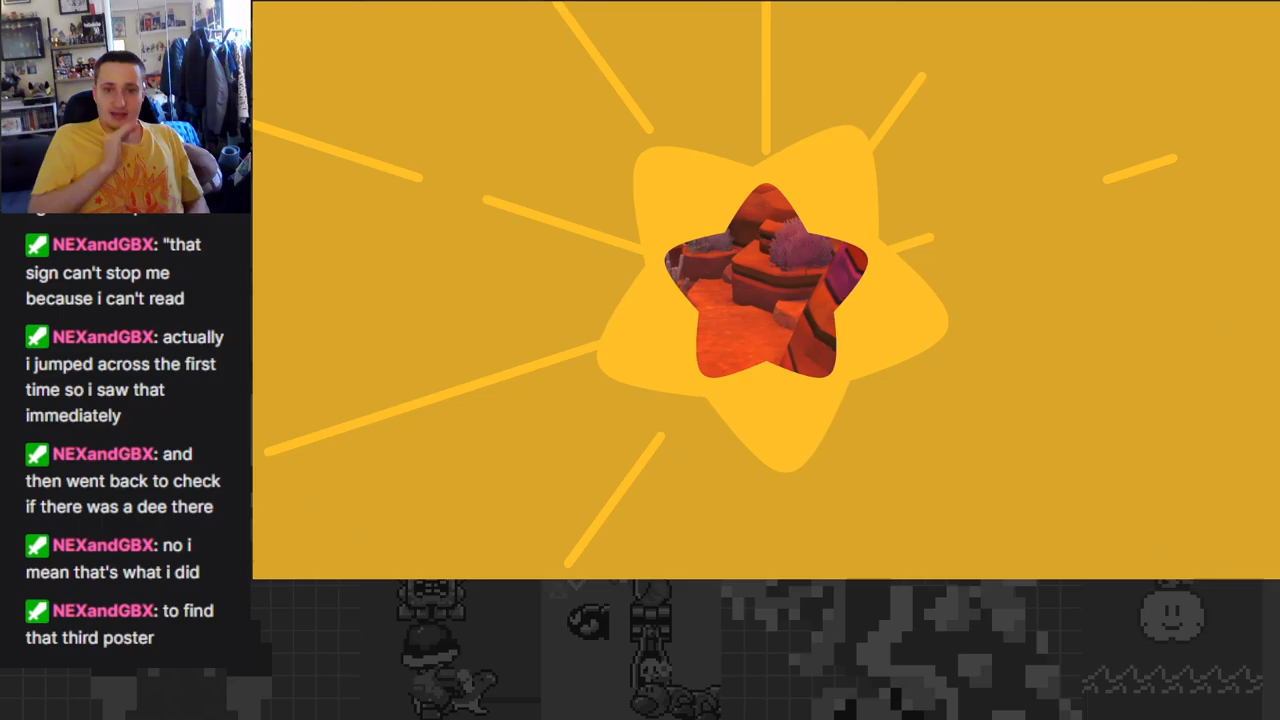 NEXandGBX: "that
sign can't stop me
because i can't read
NEXandGBX: actually
i jumped across the first
time so i saw that
immediately
NEXandGBX: and
then went back to check
if there was a dee there
NEXandGBX: no i
mean that's what i did
NEXandGBX: to find
that third poster